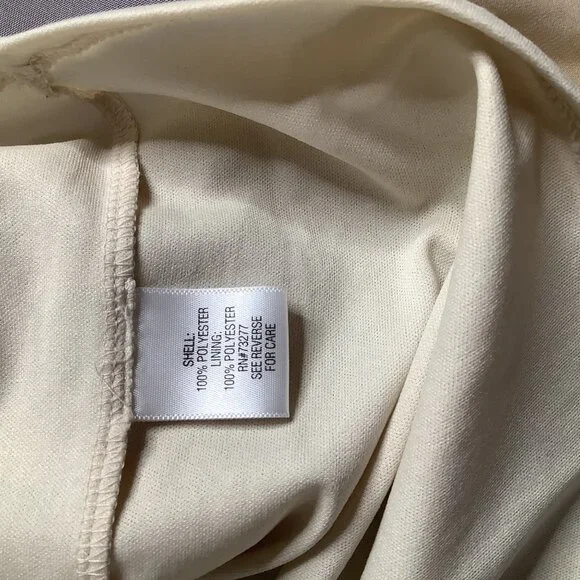 SHELL:
100% POLYESTER
LINING:
100% POLYESTER
RN#73277
SEE REVERSE
FOR CARE